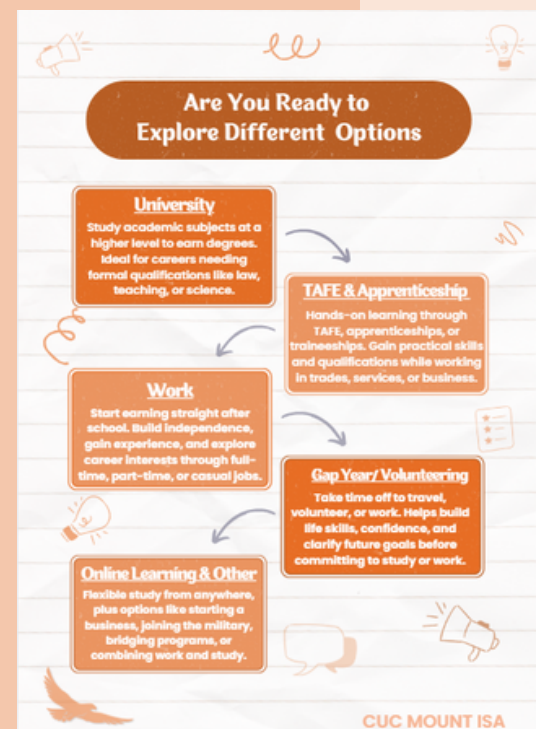 Are You Ready to
Explore Different Options
University
Study academic subjects at a
higher level to earn degrees.
Ideal for careers needing
formal qualifications like law,
teaching, or science.
TAFE & Apprenticeship
Hands-on learning through
TAFE, apprenticeships, or
traineeships. Gain practical skills
and qualifications while working
in trades, services, or business.
Work
Start earning straight after
school. Build independence,
gain experience, and explore
career interests through full-
time, part-time, or casual jobs.
Gap Year/ Volunteering
Take time off to travel,
volunteer, or work. Helps build
life skills, confidence, and
clarify future goals before
committing to study or work.
Online Learning & Other
Flexible study from anywhere,
plus options like starting a
business, joining the military,
bridging programs, or
combining work and study.
CUC MOUNT ISA